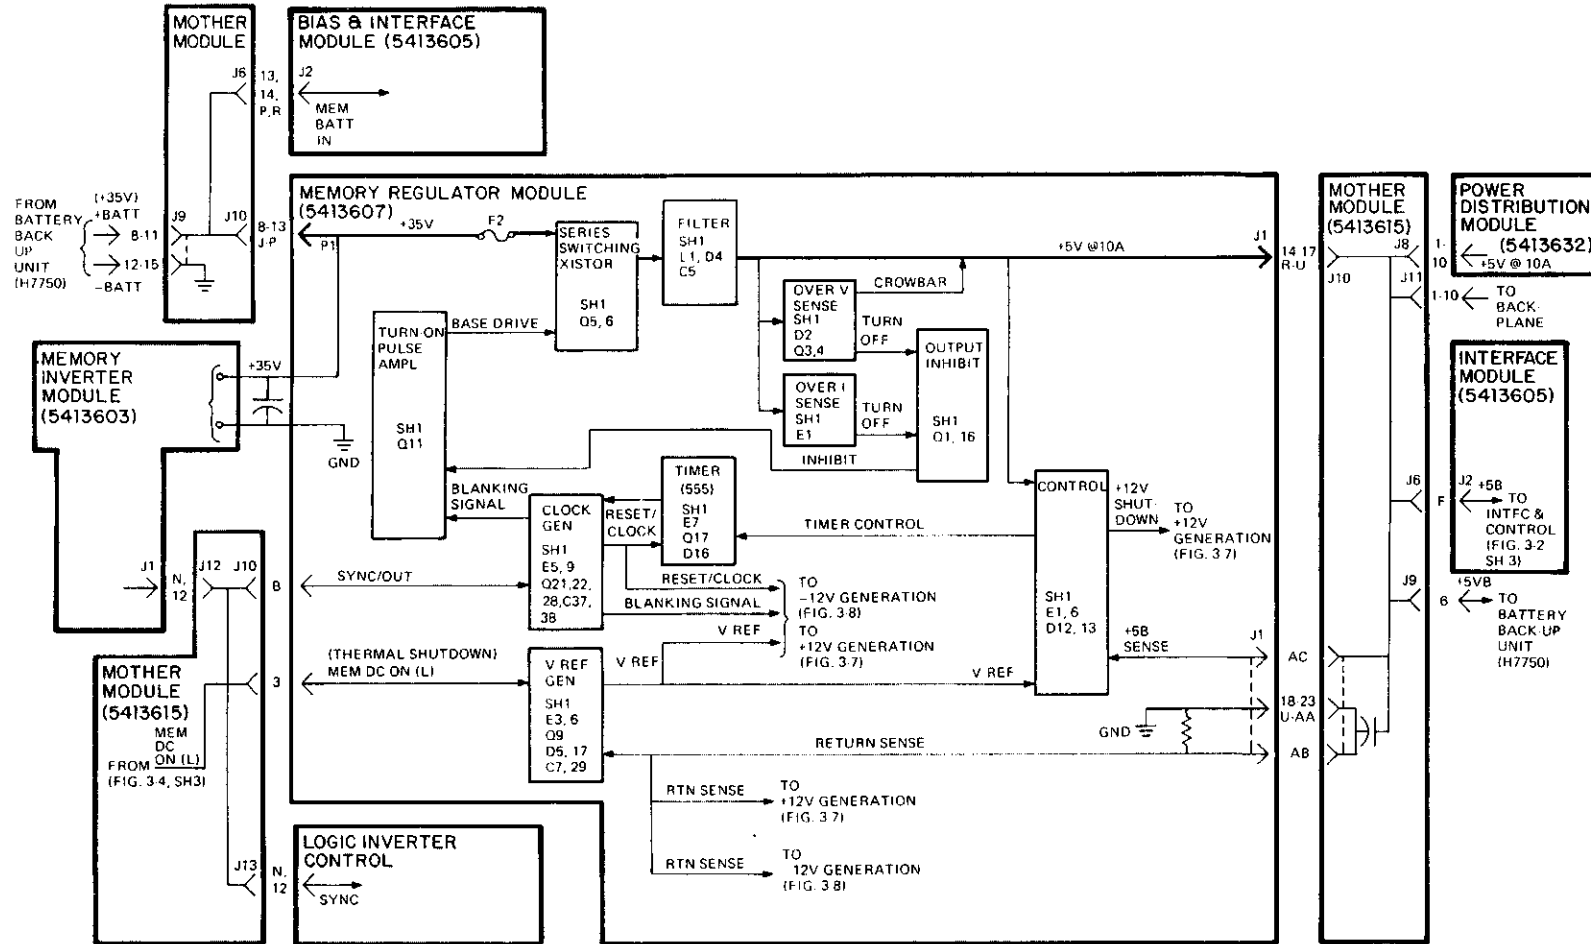 MOTHER
MODULE
J6
13,
14,
P,R
BIAS & INTERFACE
MODULE (5413605)
J2
MEM
BATT
IN
FROM
BATTERY
BACK
UP
UNIT
(H7750)
(+35V)
+BATT
8-11
12-15
-BATT
J9
J10
8-13
J-P
MEMORY REGULATOR MODULE
(5413607)
P1
+35V
F2
SERIES
SWITCHING
XISTOR
SH1
Q5, 6
FILTER
SH1
L1, D4
C5
+5V @10A
J1
14-17
R-U
CROWBAR
OVER V
SENSE
SH1
D2
Q3,4
TURN
OFF
OUTPUT
INHIBIT
SH1
Q1, 16
OVER I
SENSE
SH1
E1
TURN
OFF
INHIBIT
TURN-ON
PULSE
AMPL
SH1
Q11
BASE DRIVE
MEMORY
INVERTER
MODULE
(5413603)
+35V
GND
J1
N,
12
BLANKING
SIGNAL
CLOCK
GEN
SH1
E5, 9
Q21,22,
28,C37,
38
RESET/
CLOCK
TIMER
(555)
SH1
E7
Q17
D16
TIMER CONTROL
CONTROL
SH1
E1, 6
D12, 13
+12V
SHUT-
DOWN
TO
+12V
GENERATION
(FIG. 3 7)
J12
J10
B
SYNC/OUT
RESET/CLOCK
BLANKING SIGNAL
TO
-12V GENERATION
(FIG. 3-8)
TO
+12V GENERATION
(FIG. 3-7)
V REF
MOTHER
MODULE
(5413615)
MEM
DC
ON (L)
FROM
(FIG. 3-4, SH3)
3
(THERMAL SHUTDOWN)
MEM DC ON (L)
V REF
GEN
SH1
E3, 6
Q9
D5, 17
C7, 29
V REF
V REF
+5B
SENSE
J1
AC
GND
18-23
U-AA
RETURN SENSE
AB
RTN SENSE
TO
+12V GENERATION
(FIG. 3 7)
RTN SENSE
TO
12V GENERATION
(FIG. 3 8)
J13
N,
12
LOGIC INVERTER
CONTROL
SYNC
MOTHER
MODULE
(5413615)
J10
J8
1-
10
J11
1-10
POWER
DISTRIBUTION
MODULE
(5413632)
+5V @ 10A
TO
BACK-
PLANE
INTERFACE
MODULE
(5413605)
J6
F
J2
+5B
TO
INTFC &
CONTROL
(FIG. 3-2
SH 3)
J9
6
+5VB
TO
BATTERY
BACK-UP
UNIT
(H7750)